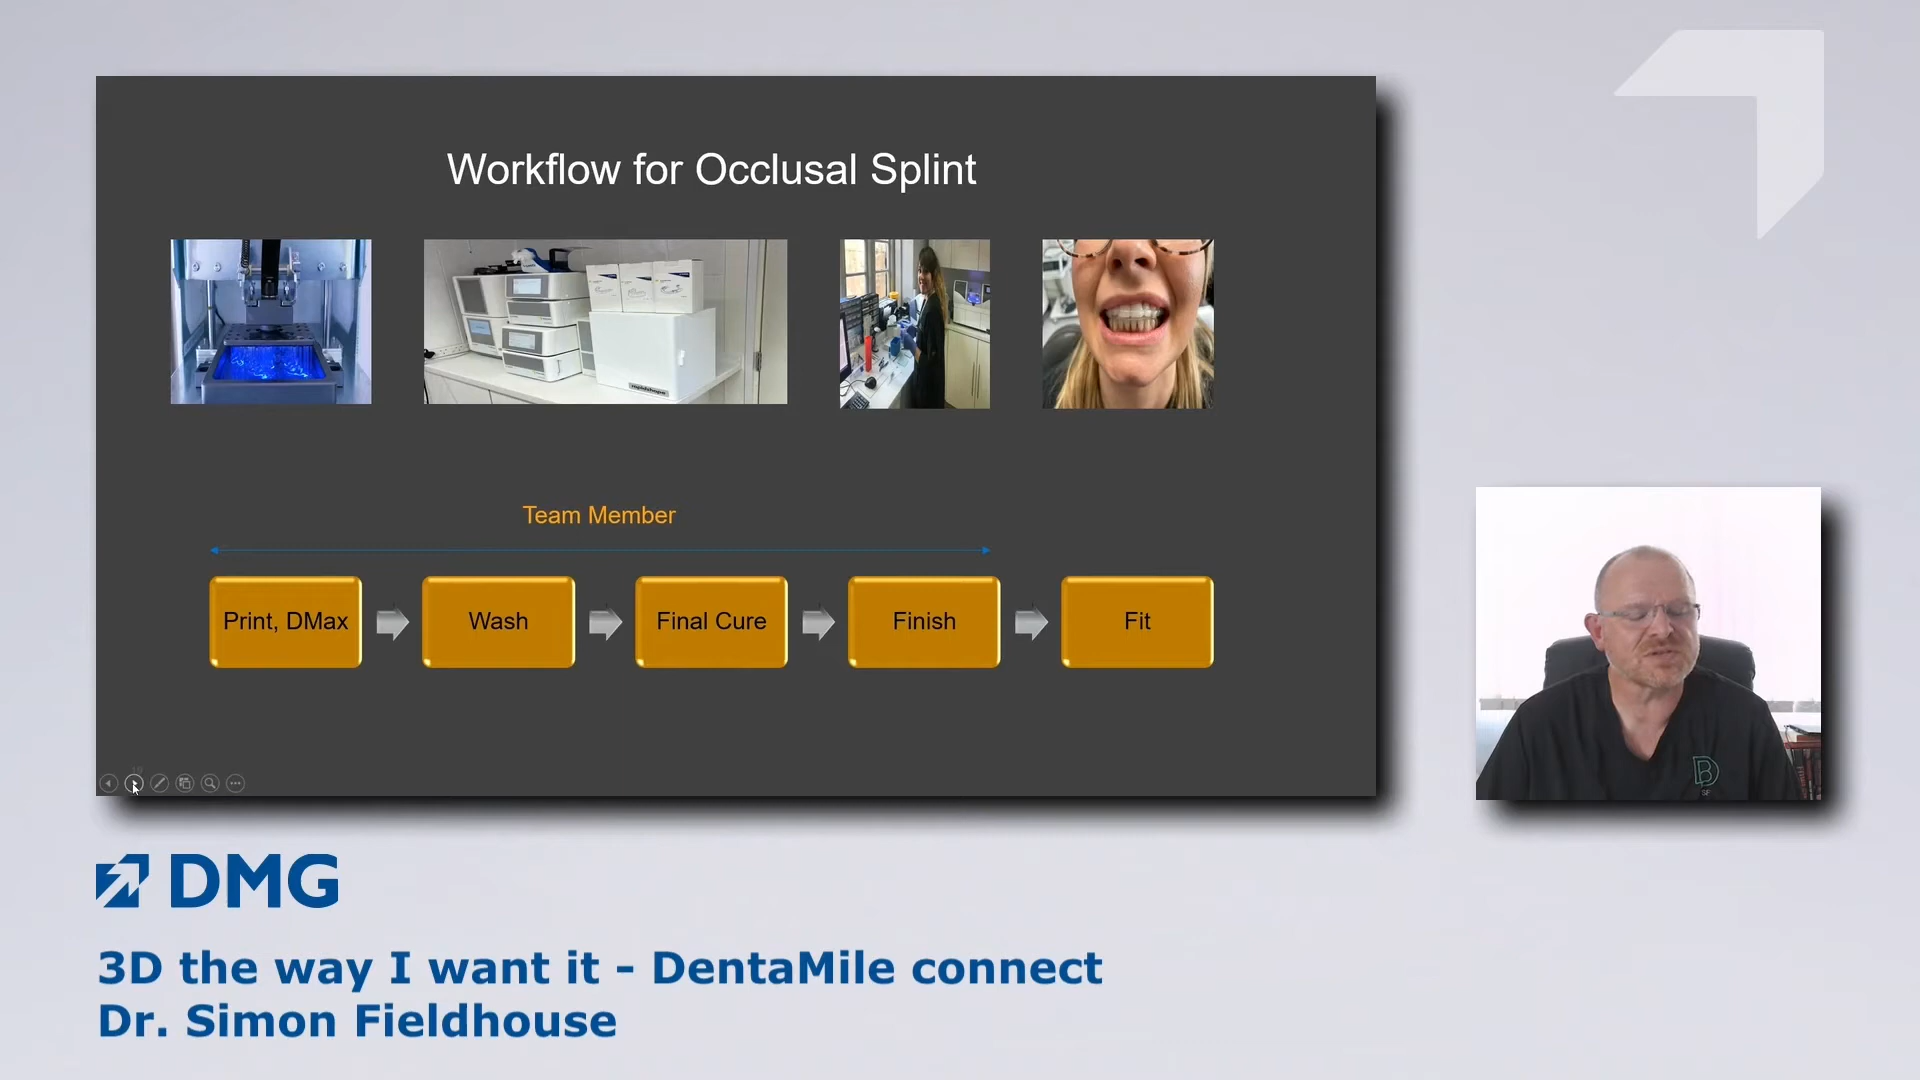 Workflow for Occlusal Splint
Team Member
Print, DMax
Wash
Final Cure
Finish
Fit
DMG
3D the way I want it - DentaMile connect
Dr. Simon Fieldhouse